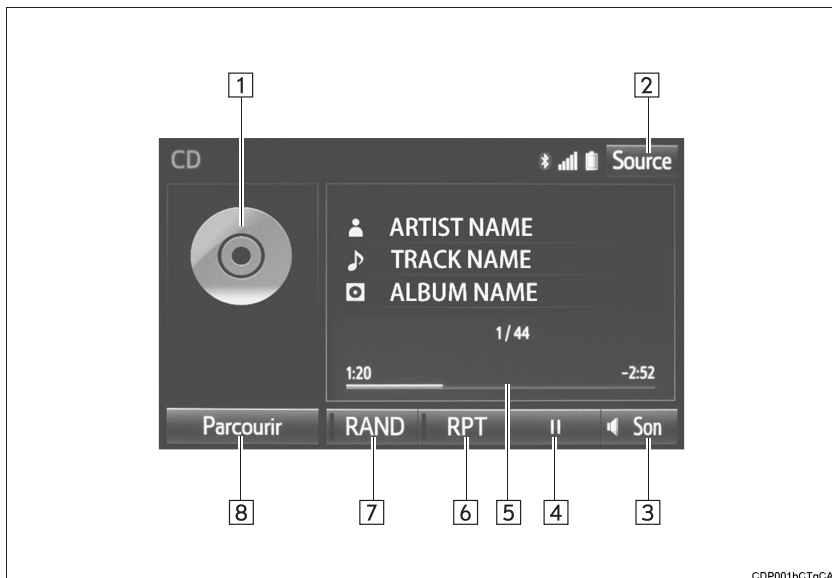 1 2
CD Source
ARTIST NAME
TRACK NAME
ALBUM NAME
1 / 44
1:20 -2:52
Parcourir RAND RPT II Son
8 7 6 5 4 3
CDP001bCTgCA